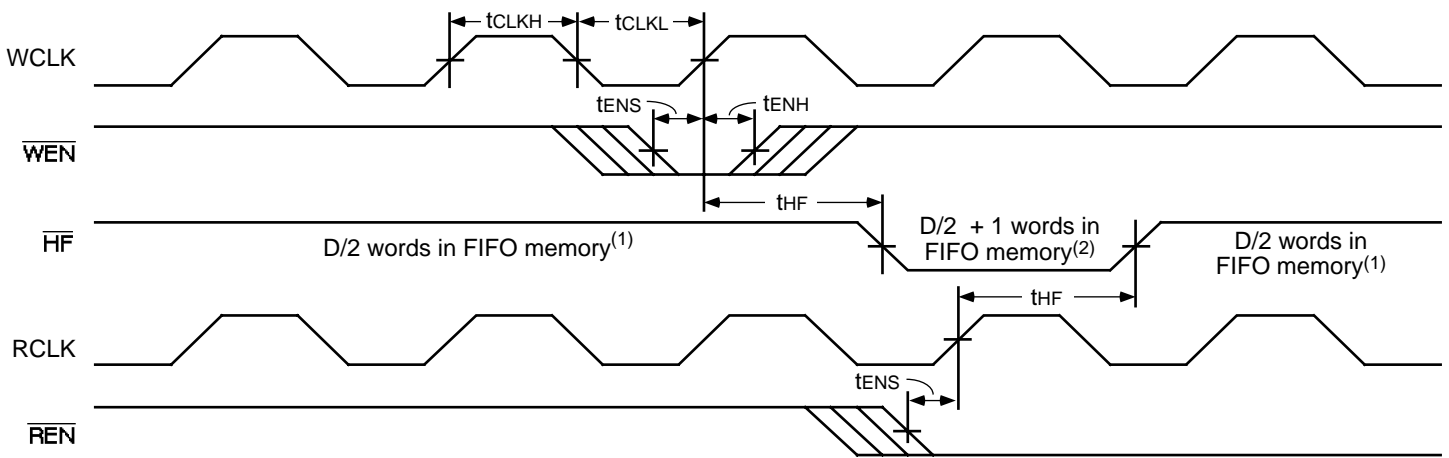 tCLKH tCLKL
WCLK
tENS tENH
WEN
tHF
HF
D/2 words in FIFO memory(1)
D/2 + 1 words in
FIFO memory(2)
D/2 words in
FIFO memory(1)
tHF
RCLK
tENS
REN